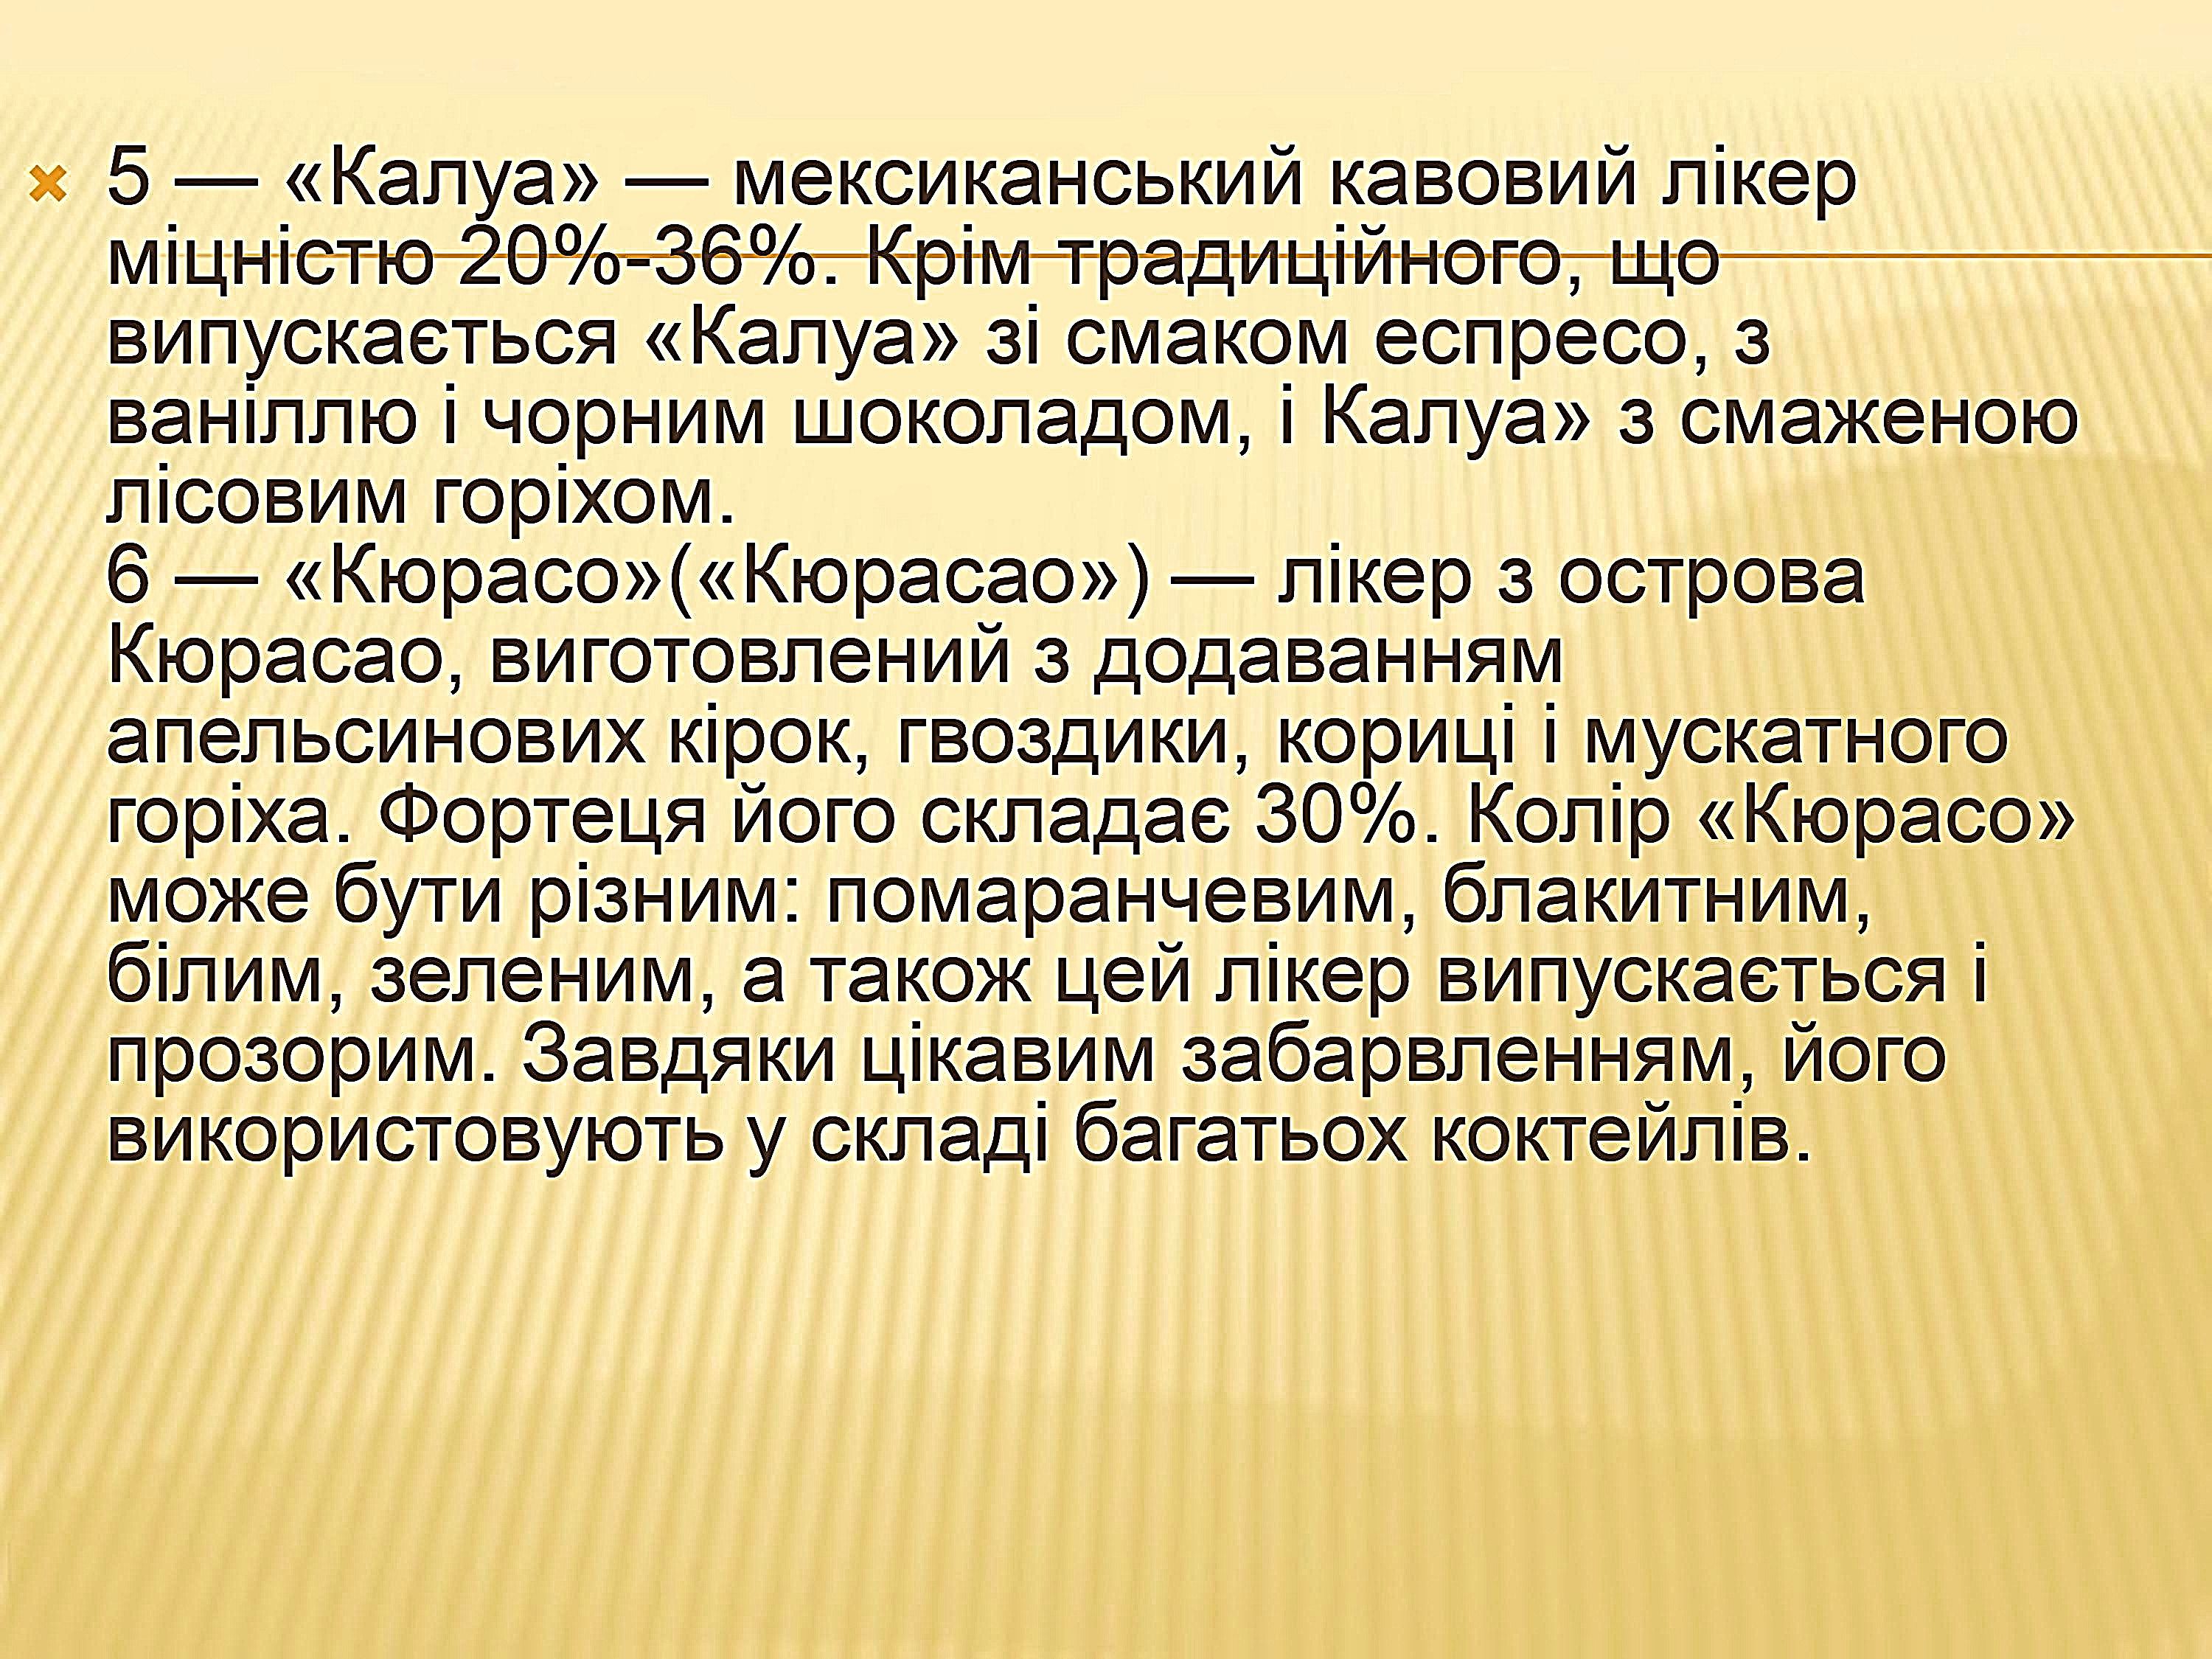 5 — «Калуа» — мексиканський кавовий лікер
міцністю 20%-36%. Крім традиційного, що
випускається «Калуа» зі смаком еспресо, з
ваніллю і чорним шоколадом, і Калуа» з смаженою
лісовим горіхом.
6 — «Кюрасо»(«Кюрасао») — лікер з острова
Кюрасао, виготовлений з додаванням
апельсинових кірок, гвоздики, кориці і мускатного
горіха. Фортеця його складає 30%. Колір «Кюрасо»
може бути різним: помаранчевим, блакитним,
білим, зеленим, а також цей лікер випускається і
прозорим. Завдяки цікавим забарвленням, його
використовують у складі багатьох коктейлів.